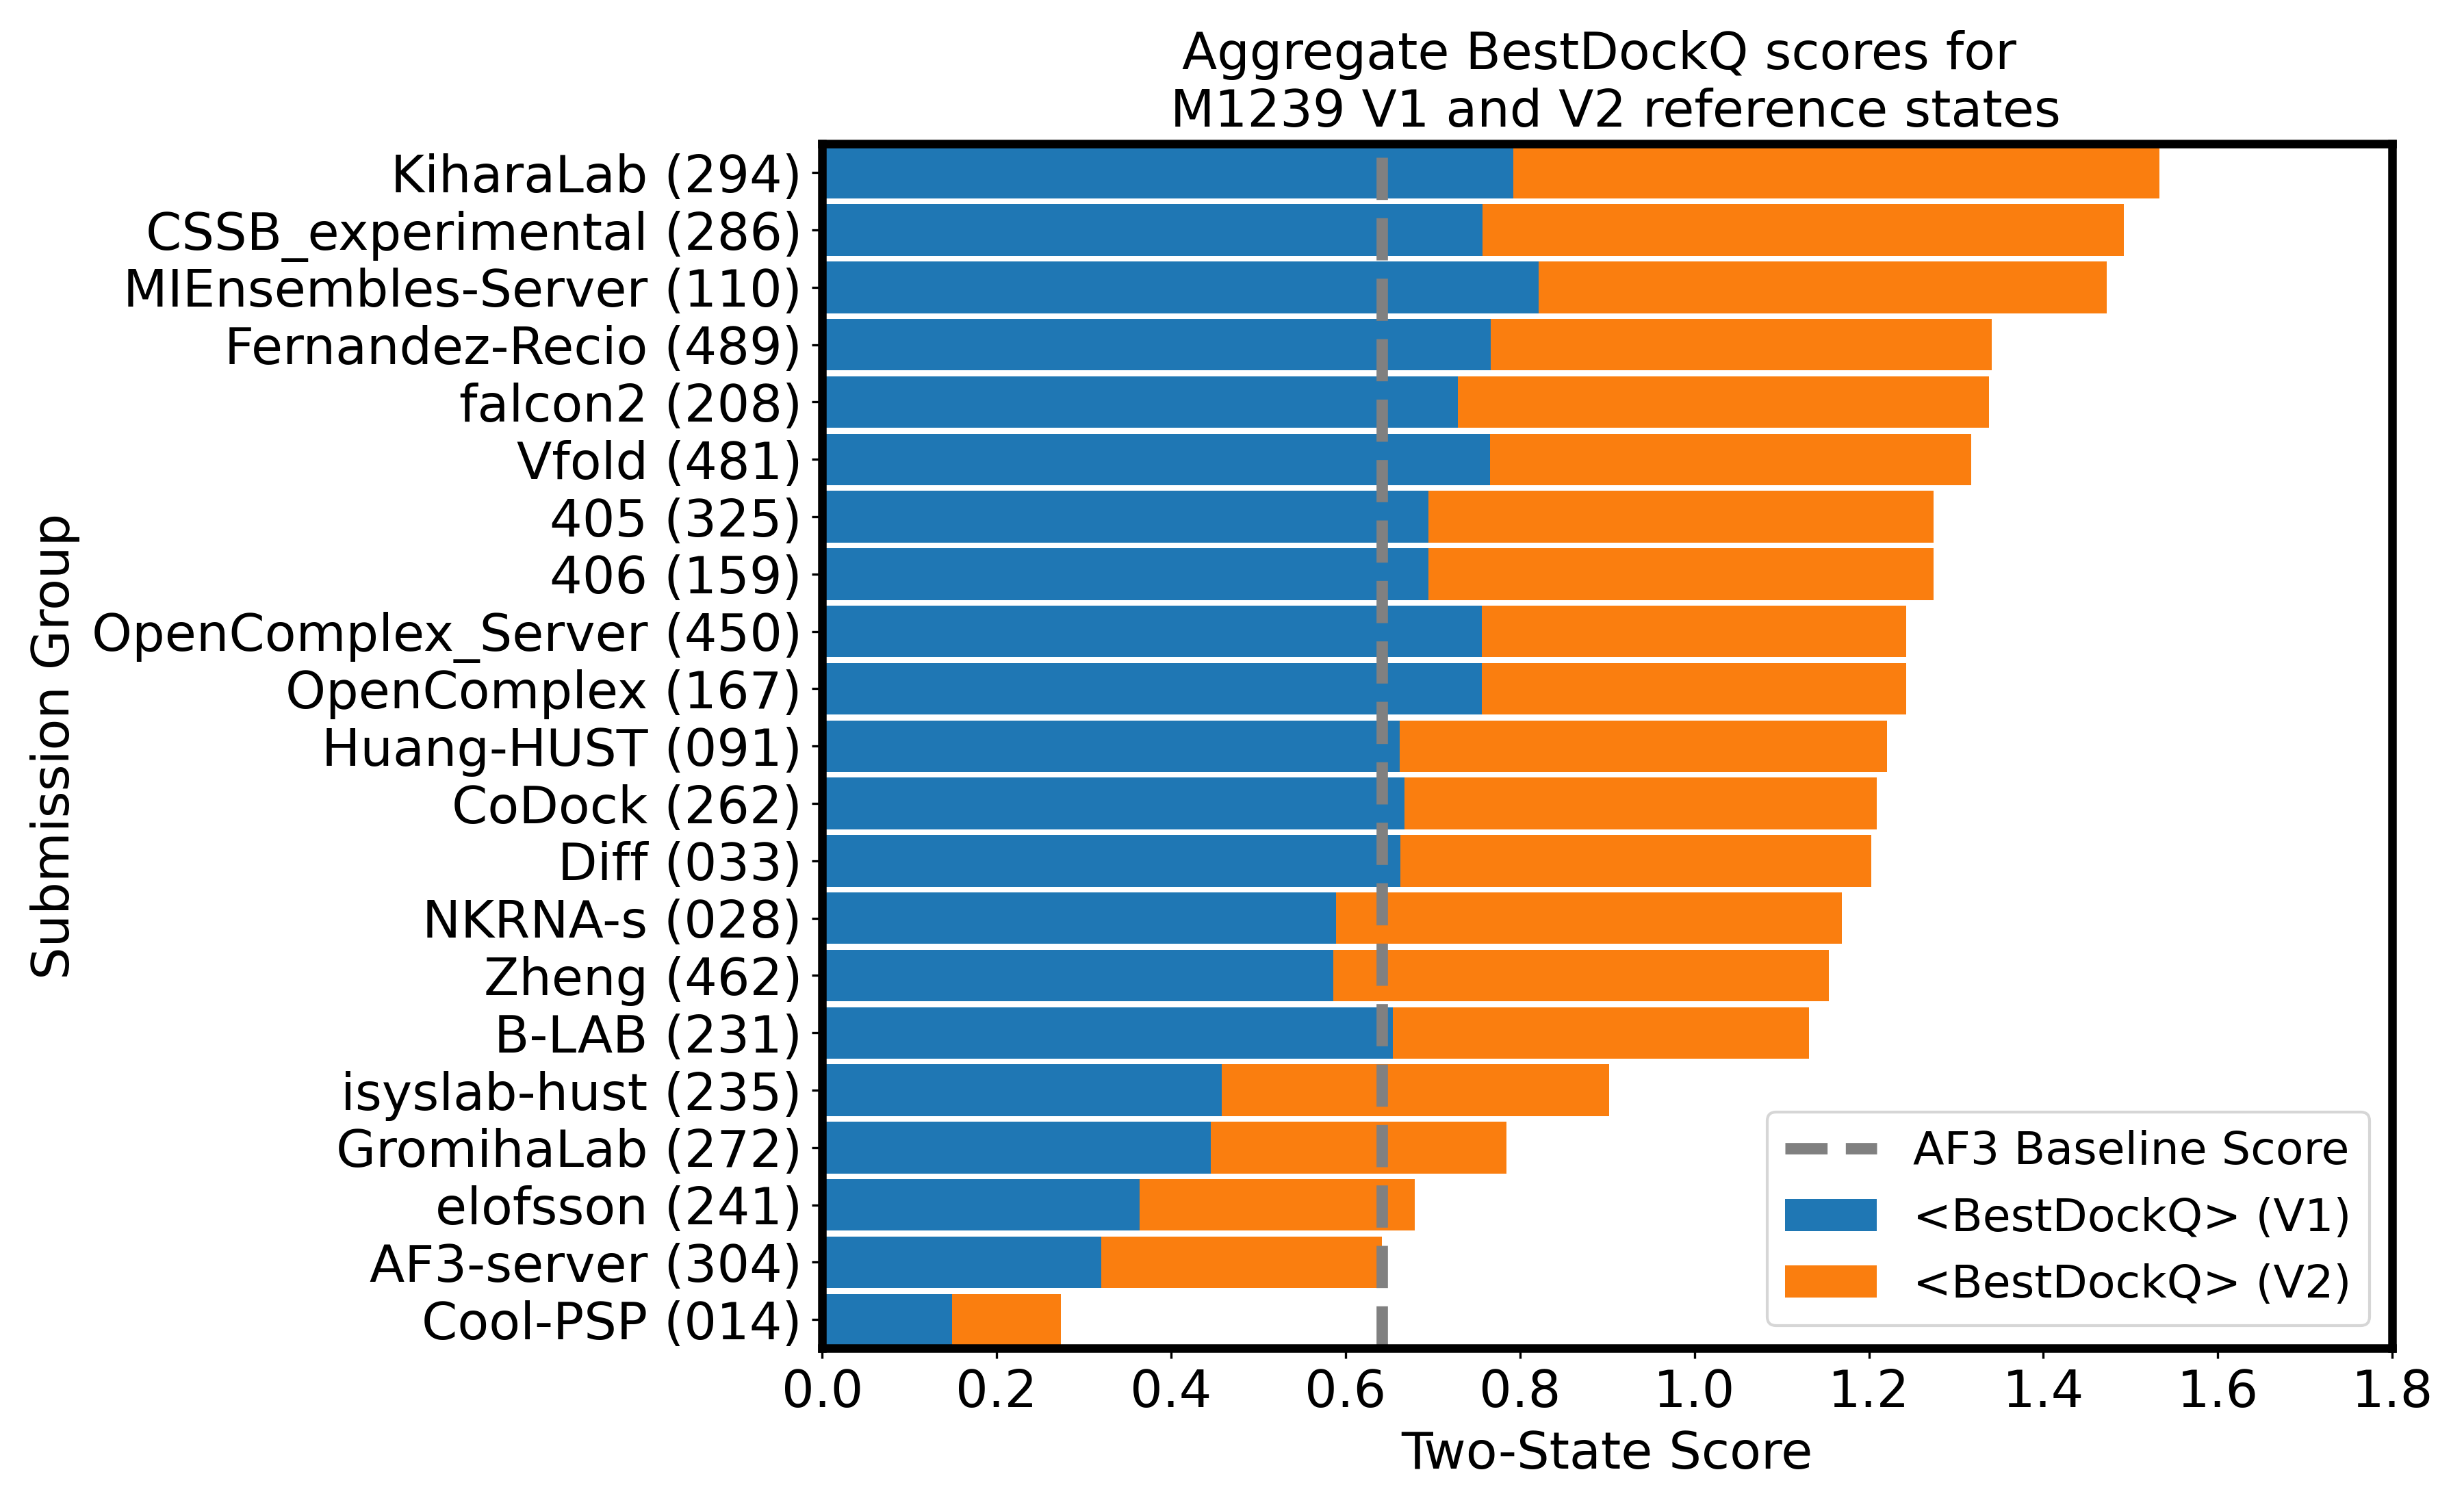 Aggregate BestDockQ scores for
M1239 V1 and V2 reference states
Submission Group
KiharaLab (294)
CSSB_experimental (286)
MIEnsembles-Server (110)
Fernandez-Recio (489)
falcon2 (208)
Vfold (481)
405 (325)
406 (159)
OpenComplex_Server (450)
OpenComplex (167)
Huang-HUST (091)
CoDock (262)
Diff (033)
NKRNA-s (028)
Zheng (462)
B-LAB (231)
isyslab-hust (235)
GromihaLab (272)
elofsson (241)
AF3-server (304)
Cool-PSP (014)
AF3 Baseline Score
<BestDockQ> (V1)
<BestDockQ> (V2)
0.0 0.2 0.4 0.6 0.8 1.0 1.2 1.4 1.6 1.8
Two-State Score